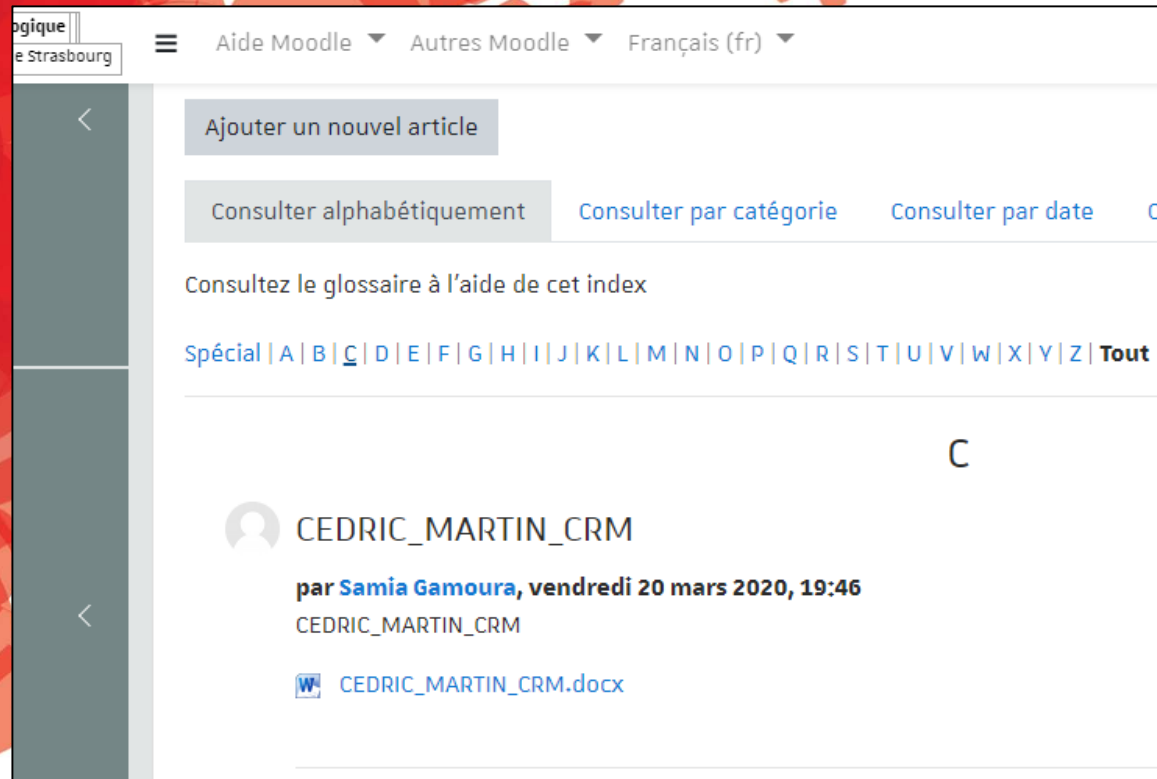 ogique
e Strasbourg
Aide Moodle Autres Moodle Français (fr)
Ajouter un nouvel article
Consulter alphabétiquement Consulter par catégorie Consulter par date
Consultez le glossaire à l'aide de cet index
Spécial | A | B | C | D | E | F | G | H | I | J | K | L | M | N | O | P | Q | R | S | T | U | V | W | X | Y | Z | Tout
C
CEDRIC_MARTIN_CRM
par Samia Gamoura, vendredi 20 mars 2020, 19:46
CEDRIC_MARTIN_CRM
CEDRIC_MARTIN_CRM.docx